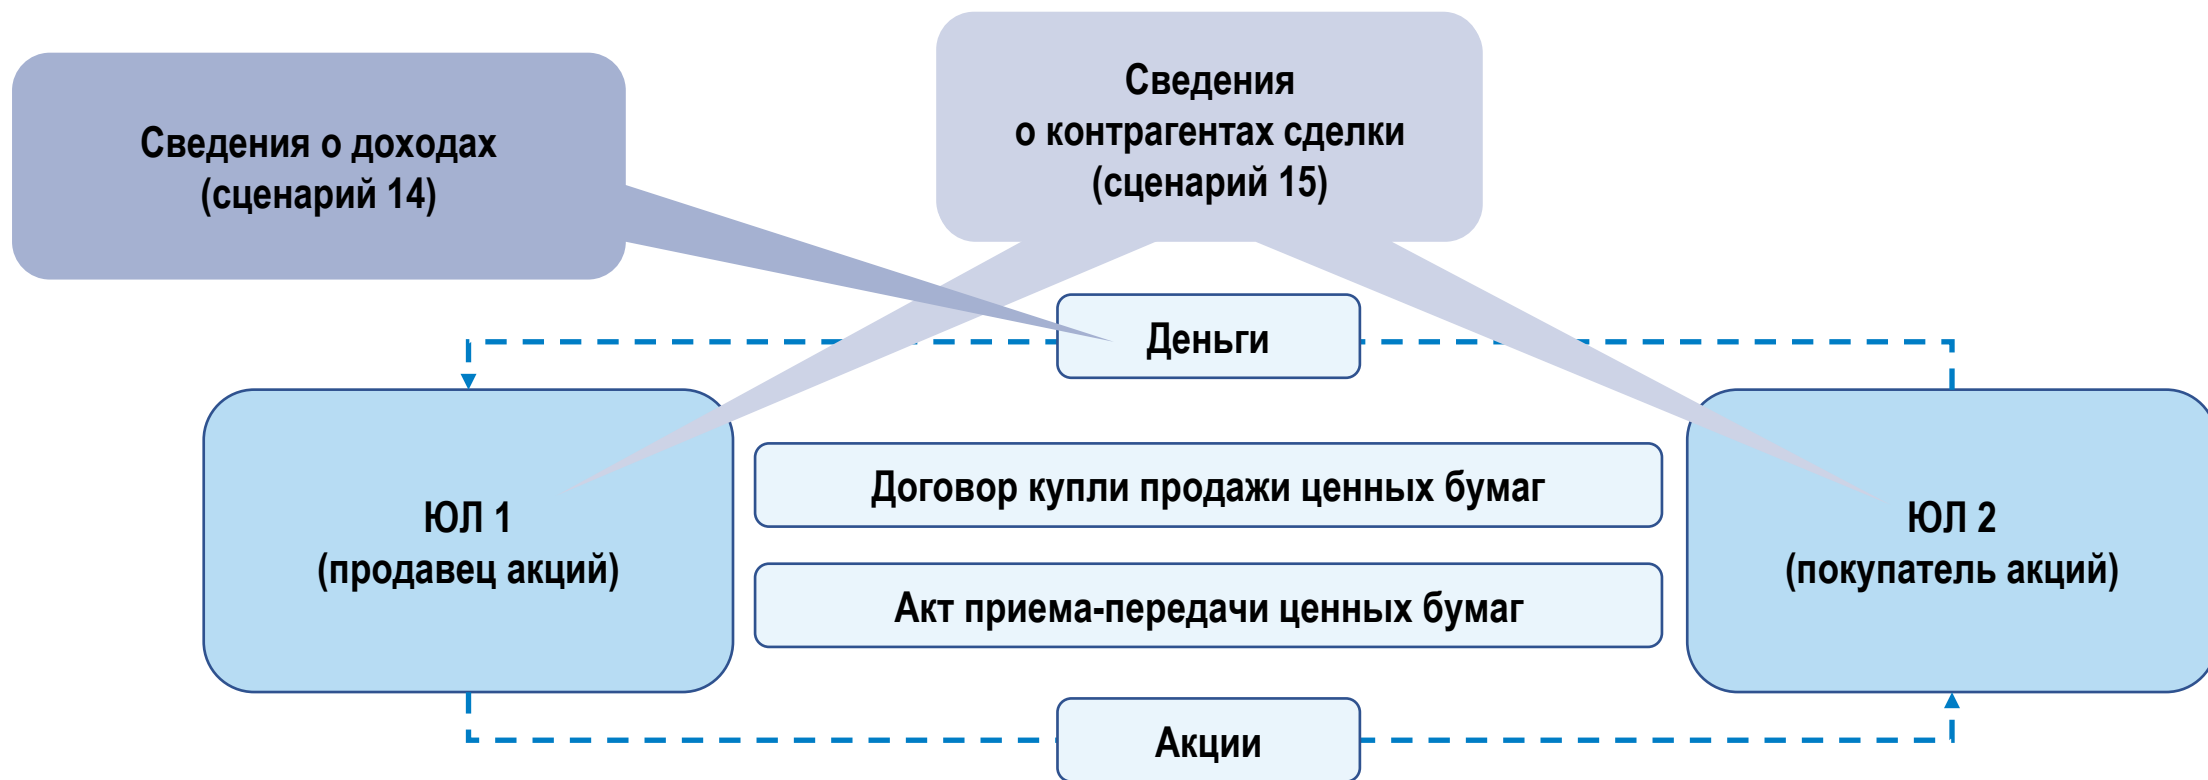 Сведения о доходах
(сценарий 14)
Сведения
о контрагентах сделки
(сценарий 15)
Деньги
ЮЛ 1
(продавец акций)
Договор купли продажи ценных бумаг
Акт приема-передачи ценных бумаг
ЮЛ 2
(покупатель акций)
Акции